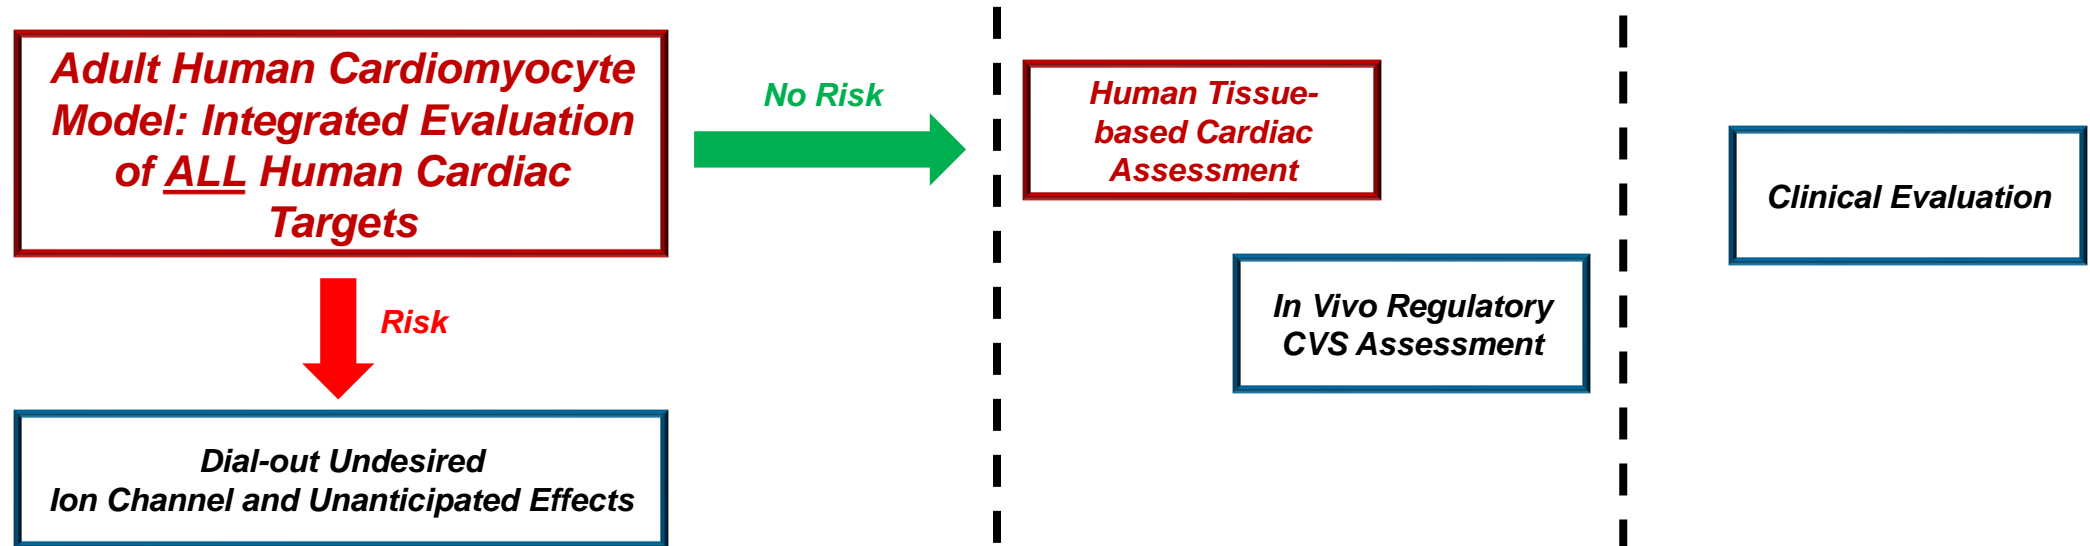 Adult Human Cardiomyocyte
Model: Integrated Evaluation
of ALL Human Cardiac
Targets
No Risk
Risk
Dial-out Undesired
Ion Channel and Unanticipated Effects
Human Tissue-
based Cardiac
Assessment
In Vivo Regulatory
CVS Assessment
Clinical Evaluation